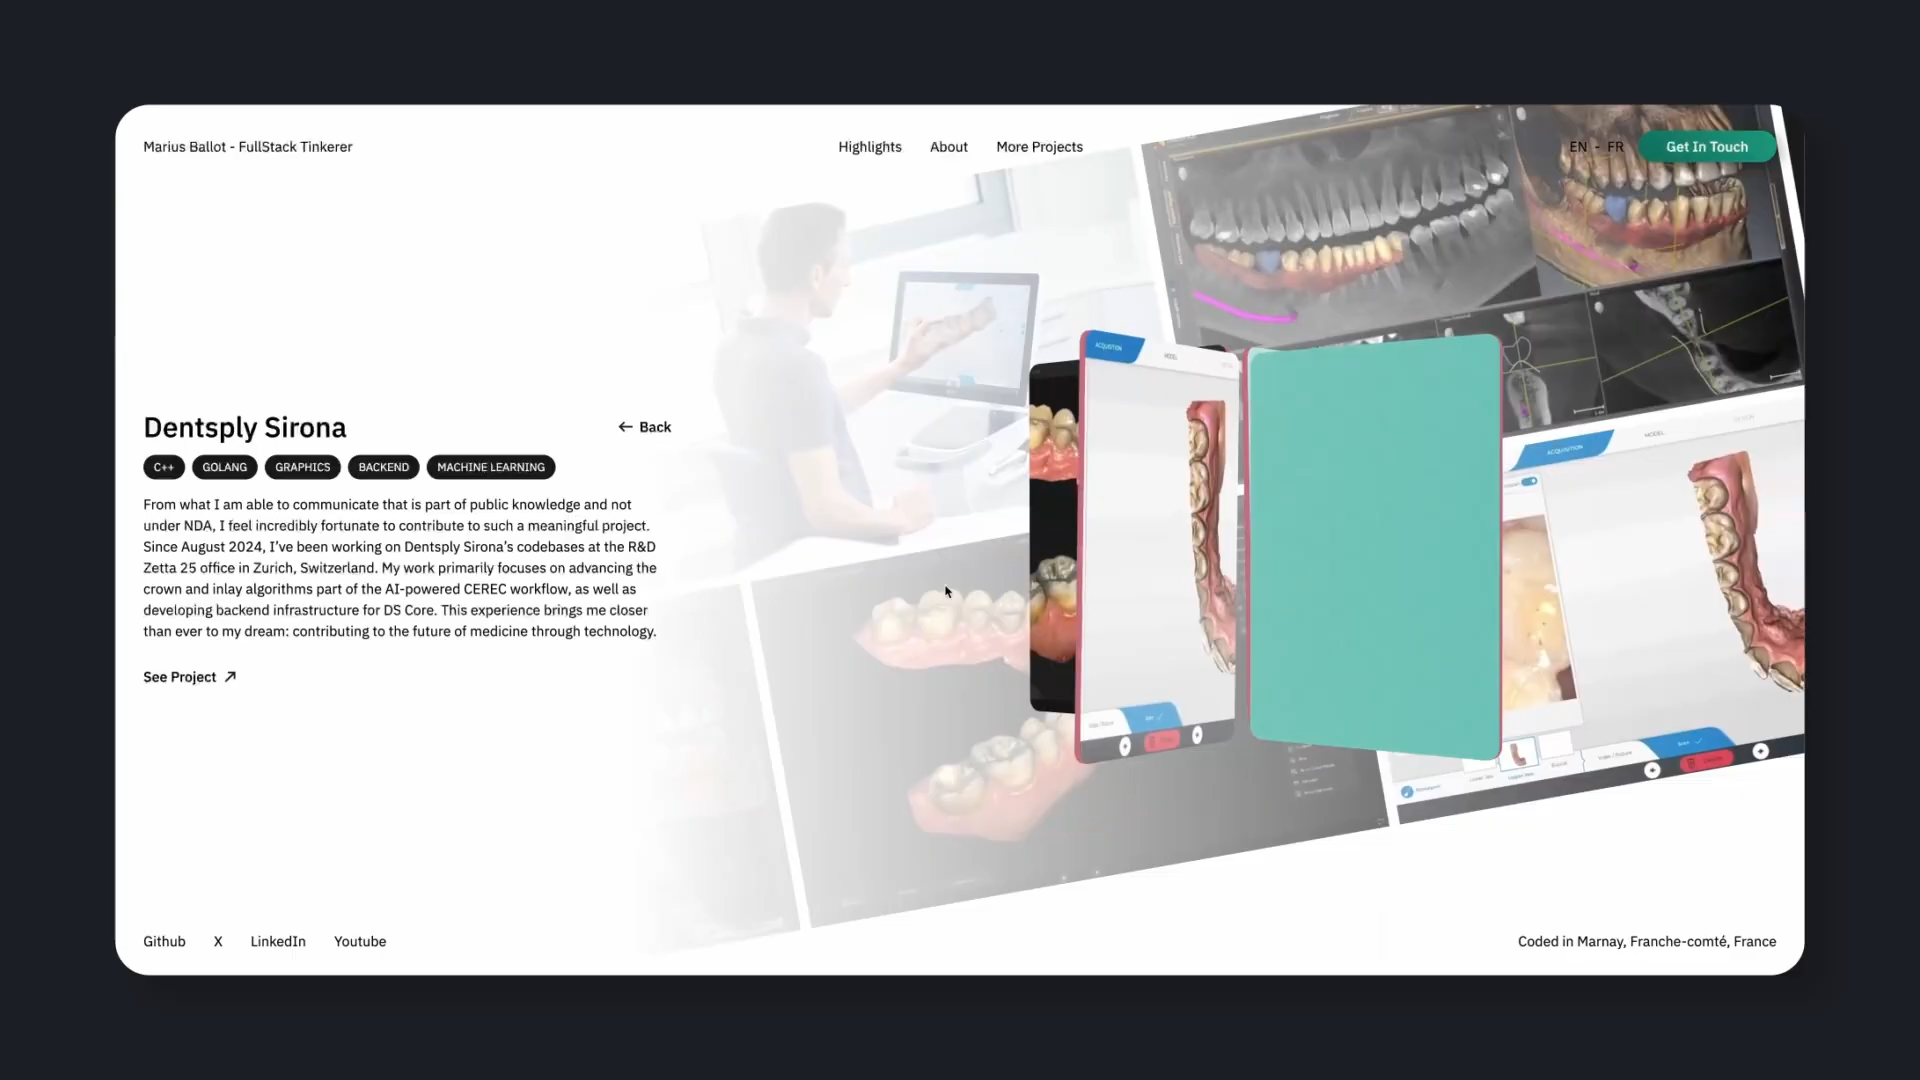 Marius Ballot - FullStack Tinkerer
Highlights
About
More Projects
EN - FR
Get In Touch
Dentsply Sirona
← Back
C++
GOLANG
GRAPHICS
BACKEND
MACHINE LEARNING
From what I am able to communicate that is part of public knowledge and not
under NDA, I feel incredibly fortunate to contribute to such a meaningful project.
Since August 2024, I’ve been working on Dentsply Sirona’s codebases at the R&D
Zetta 25 office in Zurich, Switzerland. My work primarily focuses on advancing the
crown and inlay algorithms part of the AI-powered CEREC workflow, as well as
developing backend infrastructure for DS Core. This experience brings me closer
than ever to my dream: contributing to the future of medicine through technology.
See Project
ACQUISITION
MODEL
ACQUISITION
MODEL
Github
X
LinkedIn
Youtube
Coded in Marnay, Franche-comté, France